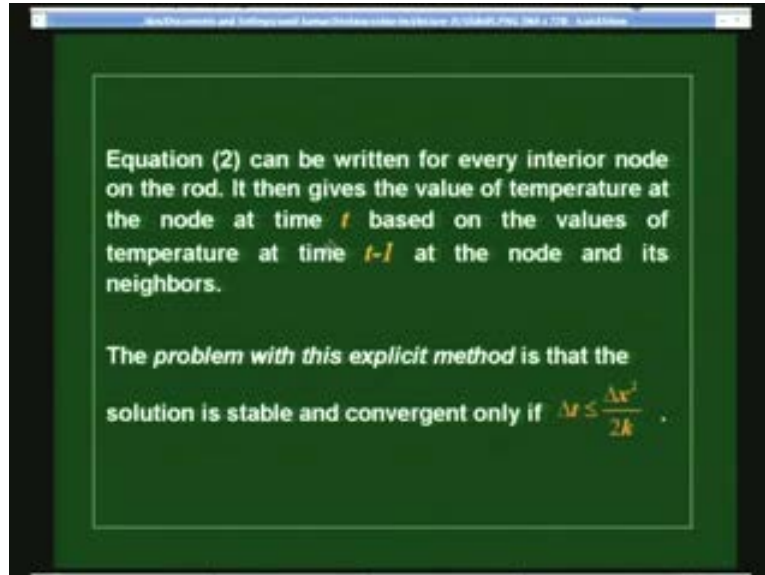 Equation (2) can be written for every interior node
on the rod. It then gives the value of temperature at
the node at time t based on the values of
temperature at time t-1 at the node and its
neighbors.
The problem with this explicit method is that the
solution is stable and convergent only if Δt ≤ Δx²/2k .